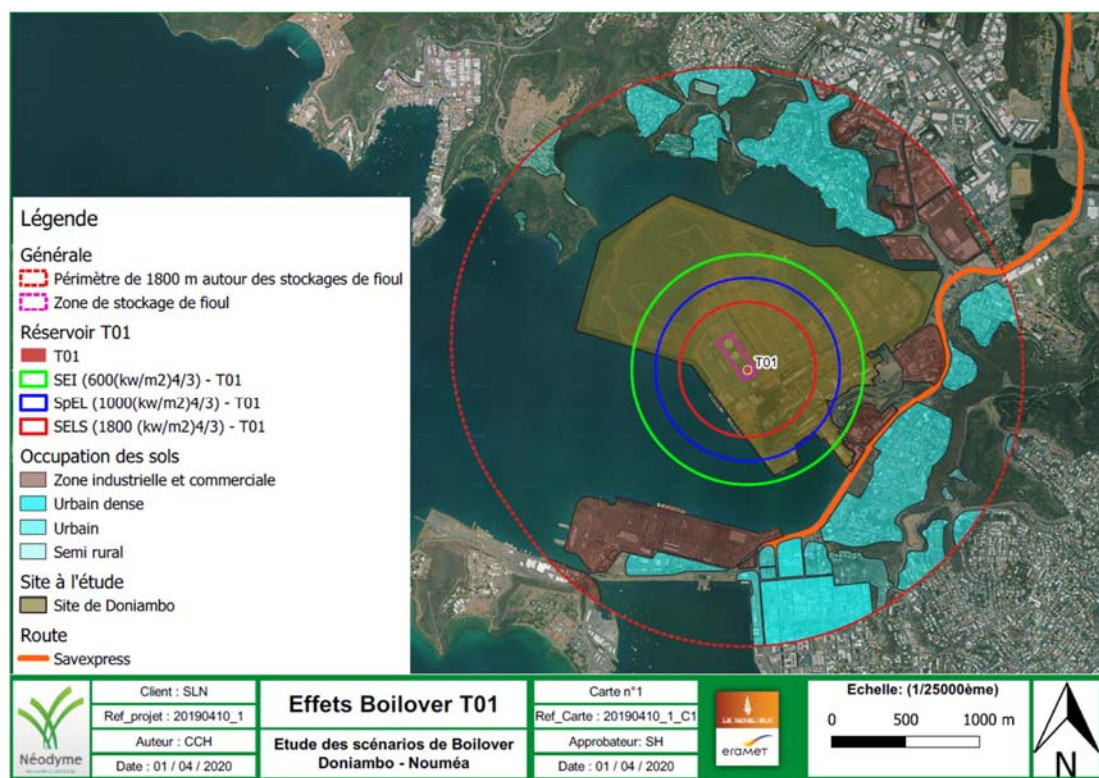 T01
Légende
Générale
Périmètre de 1800 m autour des stockages de fioul
Zone de stockage de fioul
Réservoir T01
T01
SEI (600(kw/m2)4/3) - T01
SpEL (1000(kw/m2)4/3) - T01
SELS (1800 (kw/m2)4/3) - T01
Occupation des sols
Zone industrielle et commerciale
Urbain dense
Urbain
Semi rural
Site à l'étude
Site de Doniambo
Route
Savexpress
Néodyme
Client : SLN
Ref_projet : 20190410_1
Auteur : CCH
Date : 01 / 04 / 2020
Effets Boilover T01
Etude des scénarios de Boilover
Doniambo - Nouméa
Carte n°1
Ref_Carte : 20190410_1_C1
Approbateur: SH
Date : 01 / 04 / 2020
LE NICKEL-SLN
eramet
Echelle: (1/25000ème)
0 500 1000 m
N